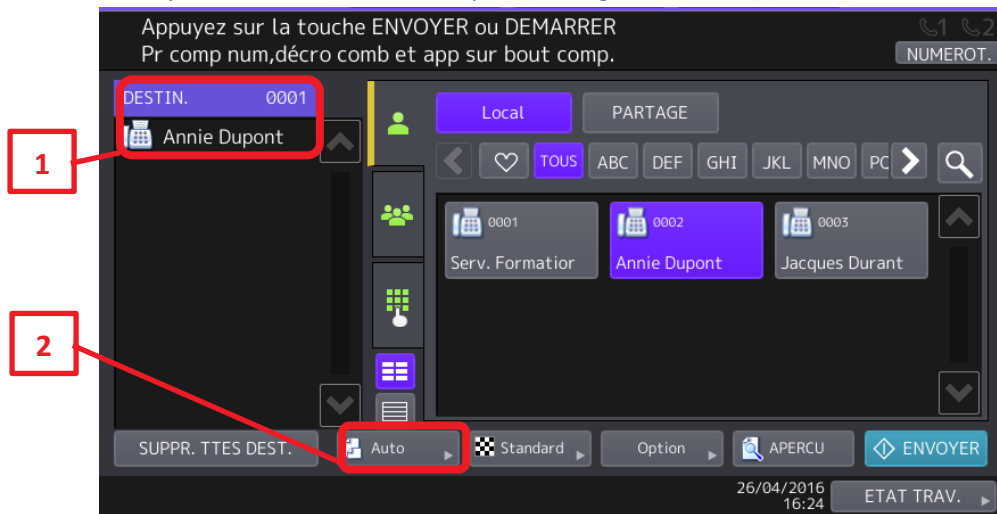 Appuyez sur la touche ENVOYER ou DEMARRER
1 2
Pr comp num,décro comb et app sur bout comp.
NUMEROT.
DESTIN. 0001
Annie Dupont
1
Local PARTAGE
TOUS ABC DEF GHI JKL MNO PC
0001 0002 0003
Serv. Formatior Annie Dupont Jacques Durant
2
SUPPR. TTES DEST. Auto Standard Option APERCU ENVOYER
26/04/2016
16:24
ETAT TRAV.